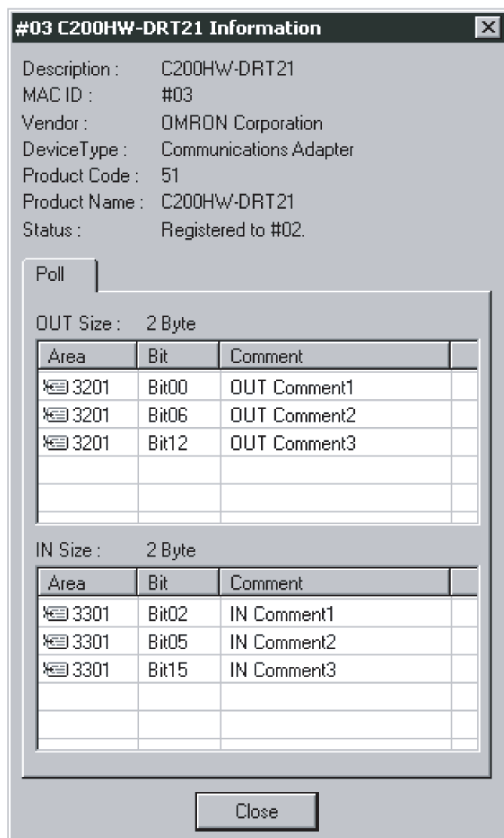 #03 C200HW-DRT21 Information
Description : C200HW-DRT21
MAC ID : #03
Vendor : OMRON Corporation
DeviceType : Communications Adapter
Product Code : 51
Product Name : C200HW-DRT21
Status : Registered to #02.
Poll
OUT Size : 2 Byte
Area Bit Comment
3201 Bit00 OUT Comment1
3201 Bit06 OUT Comment2
3201 Bit12 OUT Comment3
IN Size : 2 Byte
Area Bit Comment
3301 Bit02 IN Comment1
3301 Bit05 IN Comment2
3301 Bit15 IN Comment3
Close